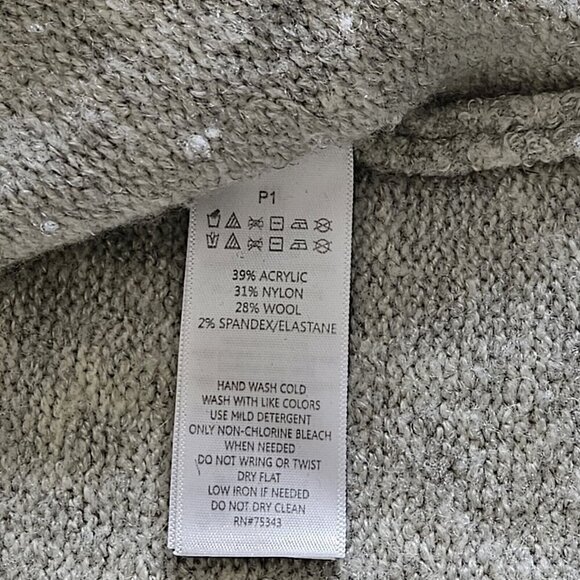 P1
39% ACRYLIC
31% NYLON
28% WOOL
2% SPANDEX/ELASTANE
HAND WASH COLD
WASH WITH LIKE COLORS
USE MILD DETERGENT
ONLY NON-CHLORINE BLEACH
WHEN NEEDED
DO NOT WRING OR TWIST
DRY FLAT
LOW IRON IF NEEDED
DO NOT DRY CLEAN
RN#75343